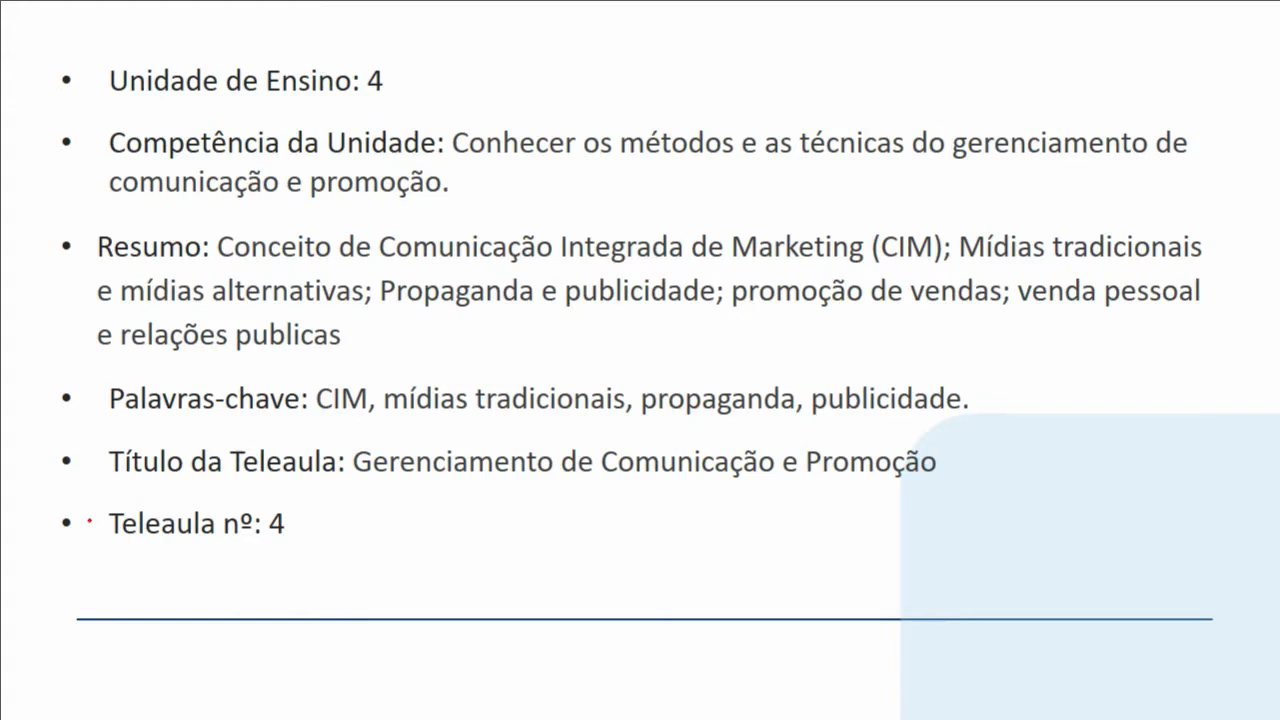 • Unidade de Ensino: 4
• Competência da Unidade: Conhecer os métodos e as técnicas do gerenciamento de
comunicação e promoção.
• Resumo: Conceito de Comunicação Integrada de Marketing (CIM); Mídias tradicionais
e mídias alternativas; Propaganda e publicidade; promoção de vendas; venda pessoal
e relações publicas
• Palavras-chave: CIM, mídias tradicionais, propaganda, publicidade.
• Título da Teleaula: Gerenciamento de Comunicação e Promoção
• Teleaula nº: 4